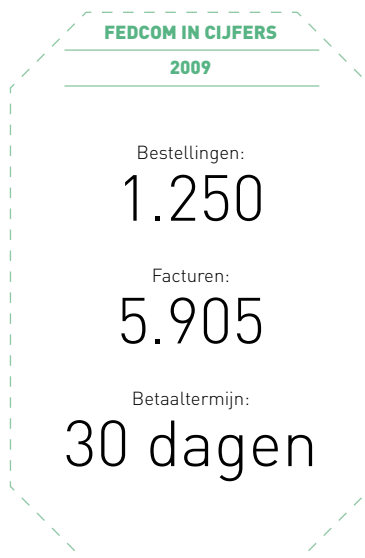 FEDCOM IN CIJFERS
2009
Bestellingen:
1.250
Facturen:
5.905
Betaaltermijn:
30 dagen